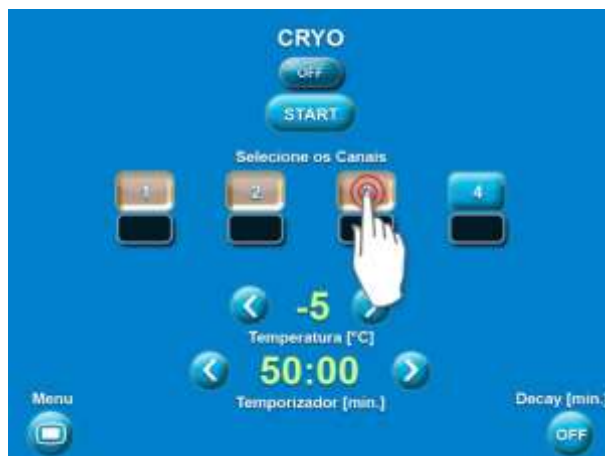 CRYO
OFF
START
Selecione os Canais
1 2 4
-5
Temperatura [°C]
50:00
Temporizador [min.]
Menu
Decay [min.]
OFF